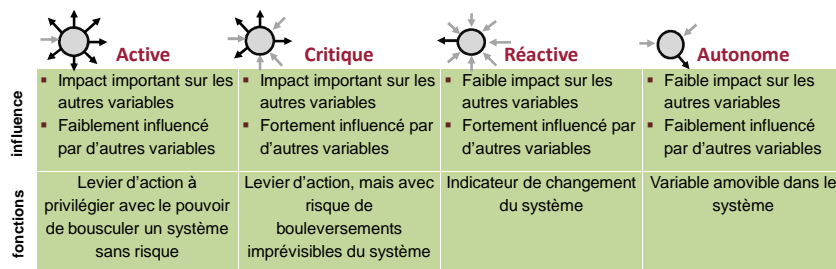 Active
Critique
Réactive
Autonome
influence
▪ Impact important sur les
autres variables
▪ Faiblement influencé
par d'autres variables
▪ Impact important sur les
autres variables
▪ Fortement influencé par
d'autres variables
▪ Faible impact sur les
autres variables
▪ Fortement influencé par
d'autres variables
▪ Faible impact sur les
autres variables
▪ Faiblement influencé
par d'autres variables
fonctions
Levier d'action à
privilégier avec le pouvoir
de bousculer un système
sans risque
Levier d'action, mais avec
risque de
bouleversements
imprévisibles du système
Indicateur de changement
du système
Variable amovible dans le
système